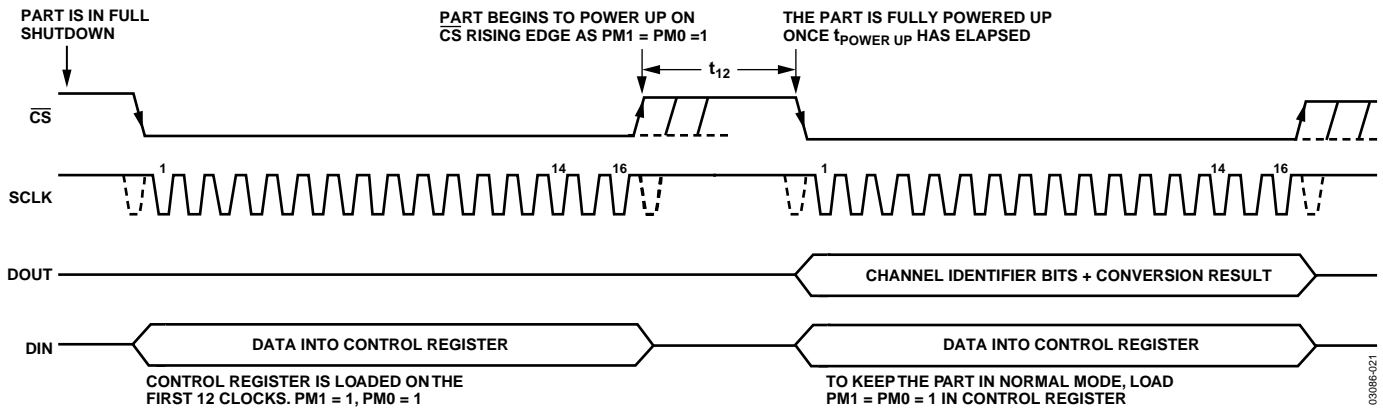 PART IS IN FULL
SHUTDOWN
PART BEGINS TO POWER UP ON
CS RISING EDGE AS PM1 = PM0 =1
THE PART IS FULLY POWERED UP
ONCE tPOWER UP HAS ELAPSED
t12
CS
1
14
16
1
14
16
SCLK
DOUT
CHANNEL IDENTIFIER BITS + CONVERSION RESULT
DIN
DATA INTO CONTROL REGISTER
DATA INTO CONTROL REGISTER
CONTROL REGISTER IS LOADED ON THE
FIRST 12 CLOCKS. PM1 = 1, PM0 = 1
TO KEEP THE PART IN NORMAL MODE, LOAD
PM1 = PM0 = 1 IN CONTROL REGISTER
03086-021